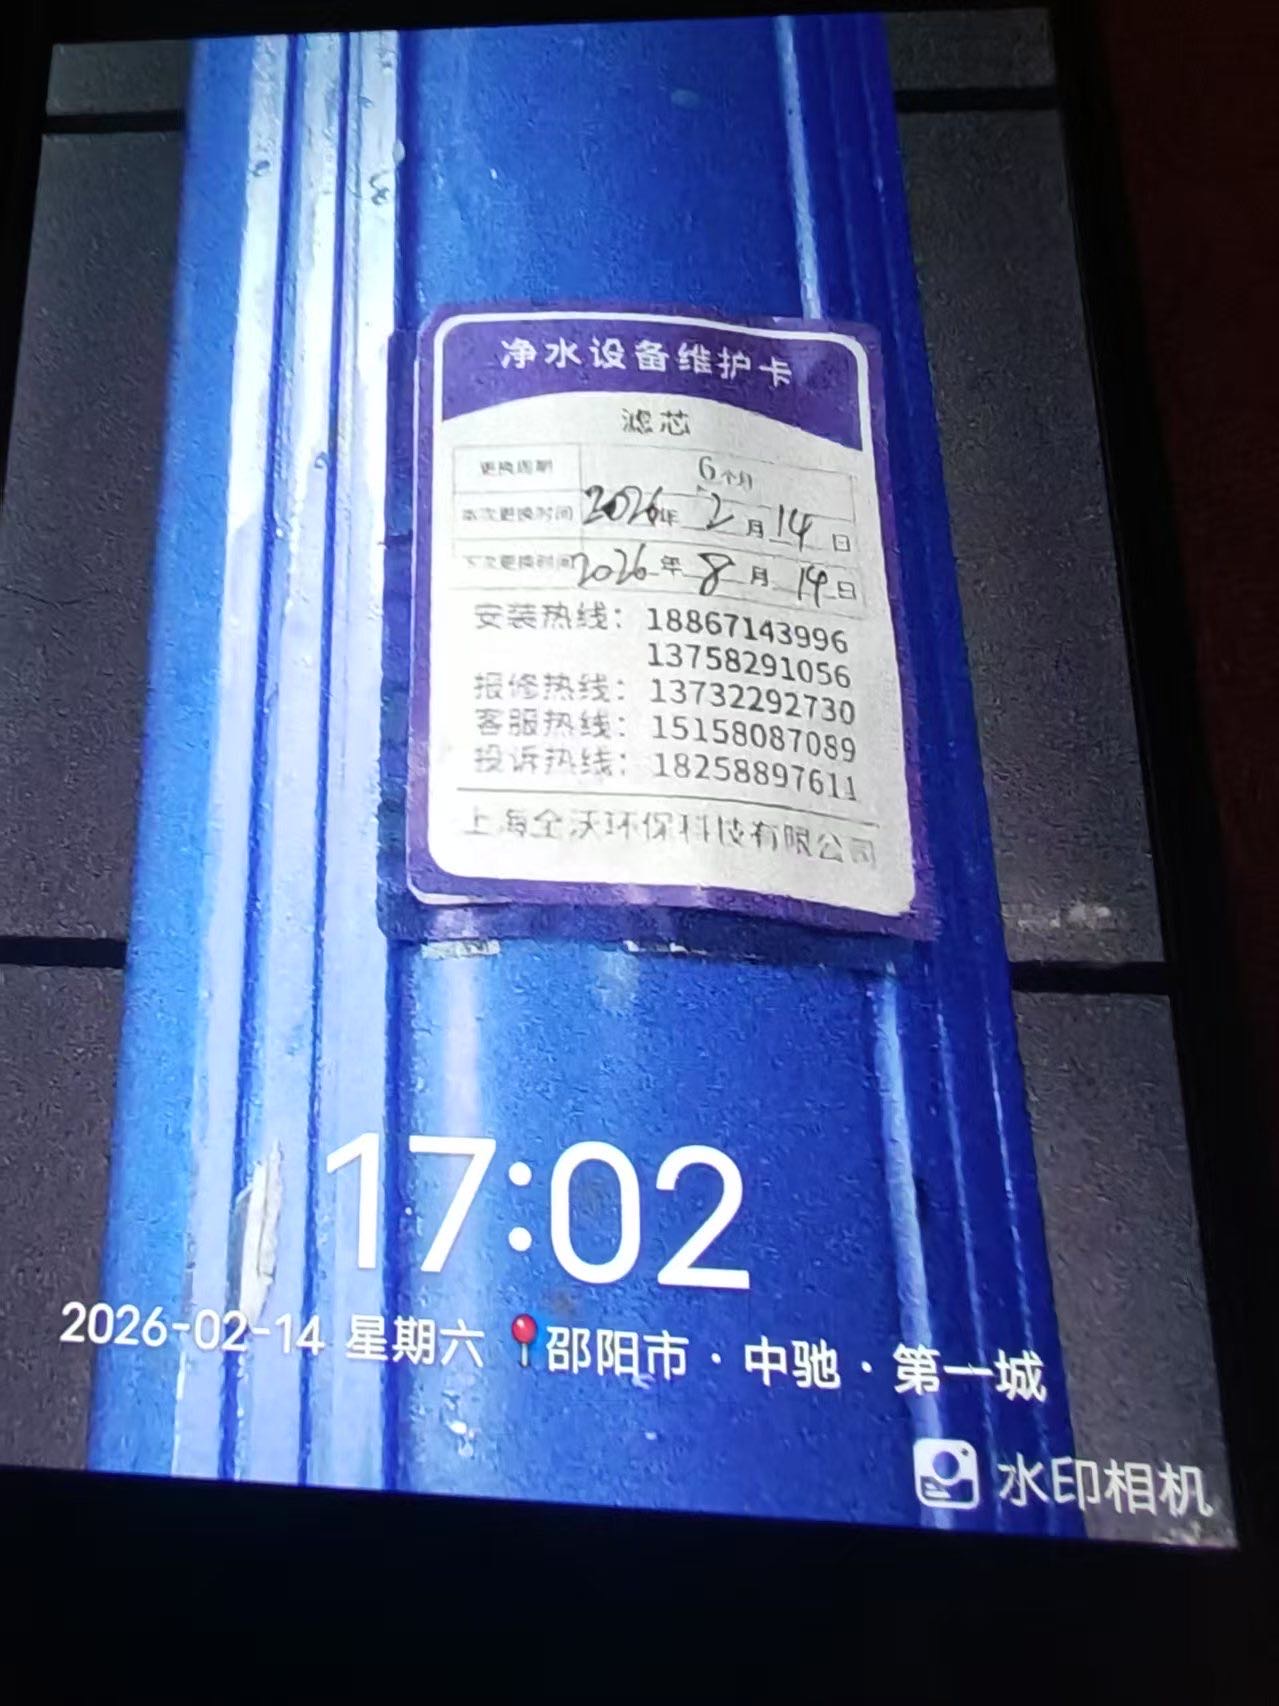 净水设备维护卡
滤芯
更换周期 6个月
本次更换时间 2026年 2月 14日
下次更换时间 2026年 8月 14日
安装热线：18867143996
13758291056
报修热线：13732292730
客服热线：15158087089
投诉热线：18258897611
上海全沃环保科技有限公司
17:02
2026-02-14 星期六 📍邵阳市·中驰·第一城
水印相机